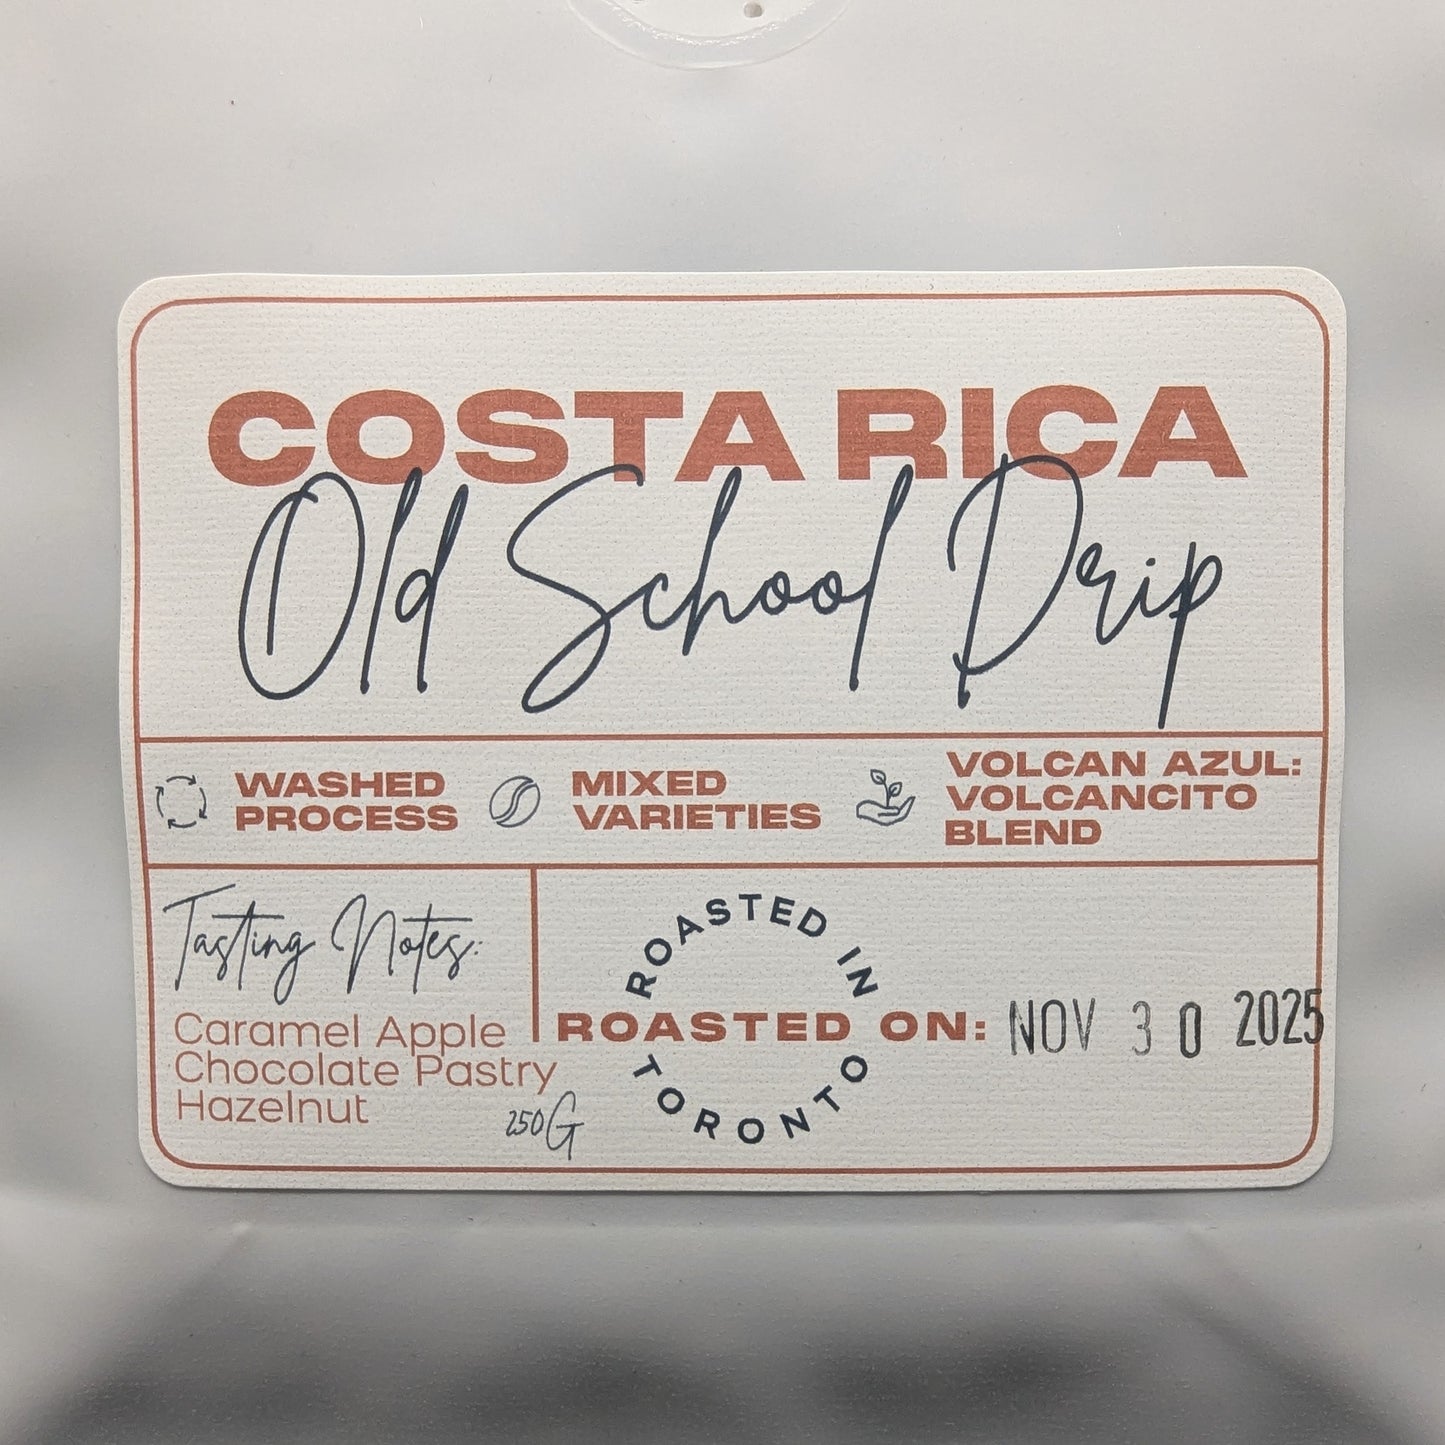 COSTA RICA
Old School Drip
WASHED
PROCESS
MIXED
VARIETIES
VOLCAN AZUL:
VOLCANCITO
BLEND
Tasting Notes:
Caramel Apple
Chocolate Pastry
Hazelnut
250G
ROASTED IN
TORONTO
ROASTED ON: NOV 30 2025